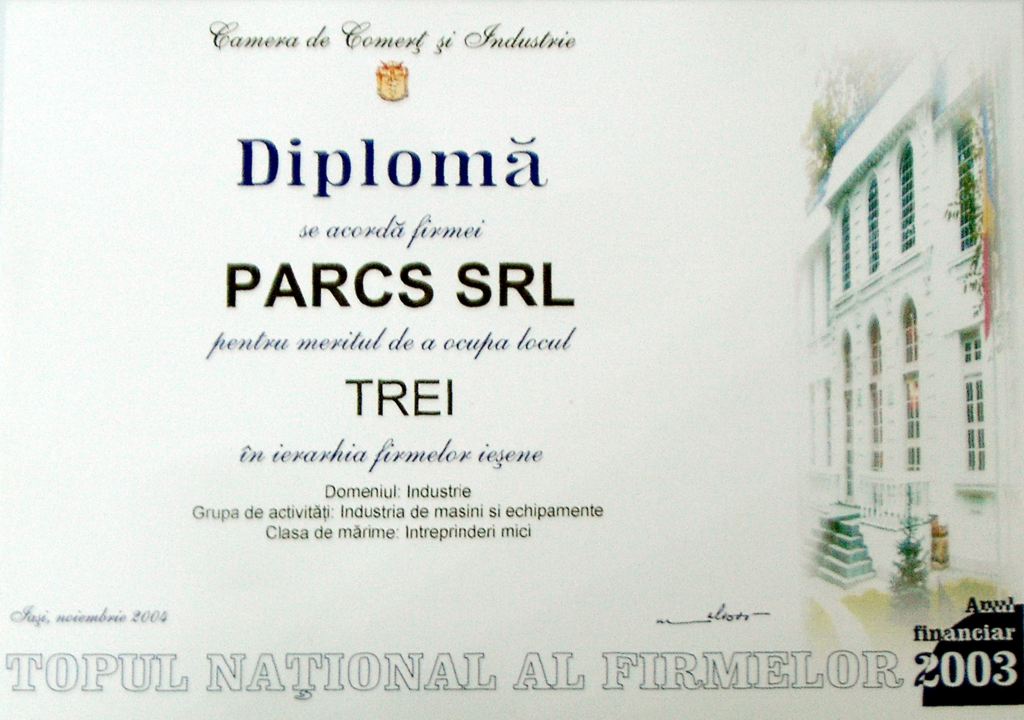 Camera de Comerţ şi Industrie
Diplomă
se acordă firmei
PARCS SRL
pentru meritul de a ocupa locul
TREI
în ierarhia firmelor ieşene
Domeniul: Industrie
Grupa de activităţi: Industria de masini si echipamente
Clasa de mărime: Intreprinderi mici
Iaşi, noiembrie 2004
Anul
financiar
2003
TOPUL NAŢIONAL AL FIRMELOR